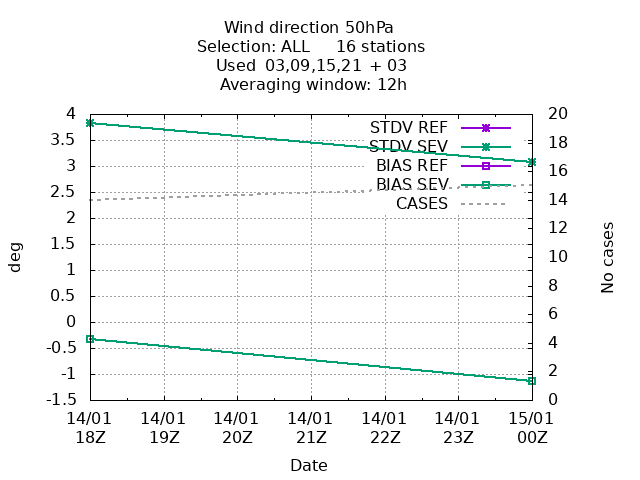 Wind direction 50hPa
Selection: ALL     16 stations
Used  03,09,15,21 + 03
Averaging window: 12h
STDV REF
STDV SEV
BIAS REF
BIAS SEV
CASES
4
3.5
3
2.5
2
1.5
1
0.5
0
-0.5
-1
-1.5
deg
20
18
16
14
12
10
8
6
4
2
0
No cases
14/01 14/01 14/01 14/01 14/01 14/01 15/01
18Z 19Z 20Z 21Z 22Z 23Z 00Z
Date